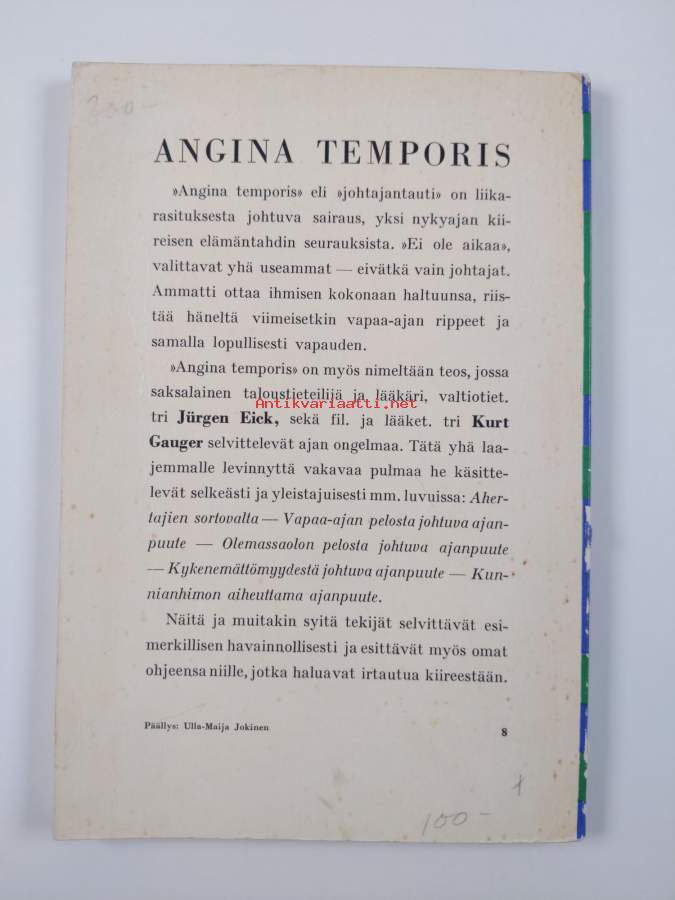 200-
ANGINA TEMPORIS
»Angina temporis» eli »johtajantauti» on liika-
rasituksesta johtuva sairaus, yksi nykyajan kii-
reisen elämäntahdin seurauksista. »Ei ole aikaa»,
valittavat yhä useammat — eivätkä vain johtajat.
Ammatti ottaa ihmisen kokonaan haltuunsa, riis-
tää häneltä viimeisetkin vapaa-ajan rippeet ja
samalla lopullisesti vapauden.
»Angina temporis» on myös nimeltään teos, jossa
saksalainen taloustieteilijä ja lääkäri, valtiotiet.
Antikvariaatti.net
tri Jürgen Eick, sekä fil. ja lääket. tri Kurt
Gauger selvittelevät ajan ongelmaa. Tätä yhä laa-
jemmalle levinnyttä vakavaa pulmaa he käsitte-
levät selkeästi ja yleistajuisesti mm. luvuissa: Aher-
tajien sortovalta — Vapaa-ajan pelosta johtuva ajan-
puute — Olemassaolon pelosta johtuva ajanpuute
— Kykenemättömyydestä johtuva ajanpuute — Kun-
nianhimon aiheuttama ajanpuute.
Näitä ja muitakin syitä tekijät selvittävät esi-
merkillisen havainnollisesti ja esittävät myös omat
ohjeensa niille, jotka haluavat irtautua kiireestään.
Päällys: Ulla-Maija Jokinen
8
100-